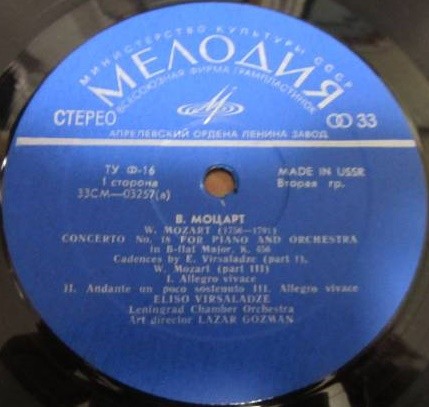 МИНИСТЕРСТВО КУЛЬТУРЫ СССР
МЕЛОДИЯ
ВСЕСОЮЗНАЯ ФИРМА ГРАМПЛАСТИНОК
СТЕРЕО
33
АПРЕЛЕВСКИЙ ОРДЕНА ЛЕНИНА ЗАВОД
ТУ Ф-16
MADE IN USSR
1 сторона
Вторая гр.
33СМ—03257(а)
В. МОЦАРТ
W. MOZART (1756—1791)
CONCERTO No. 18 FOR PIANO AND ORCHESTRA
in B-flat Major, K. 456
Cadences by E. Virsaladze (part I),
W. Mozart (part III)
I. Allegro vivace
II. Andante un poco sostenuto III. Allegro vivace
ELISO VIRSALADZE
Leningrad Chamber Orchestra
Art director LAZAR GOZMAN